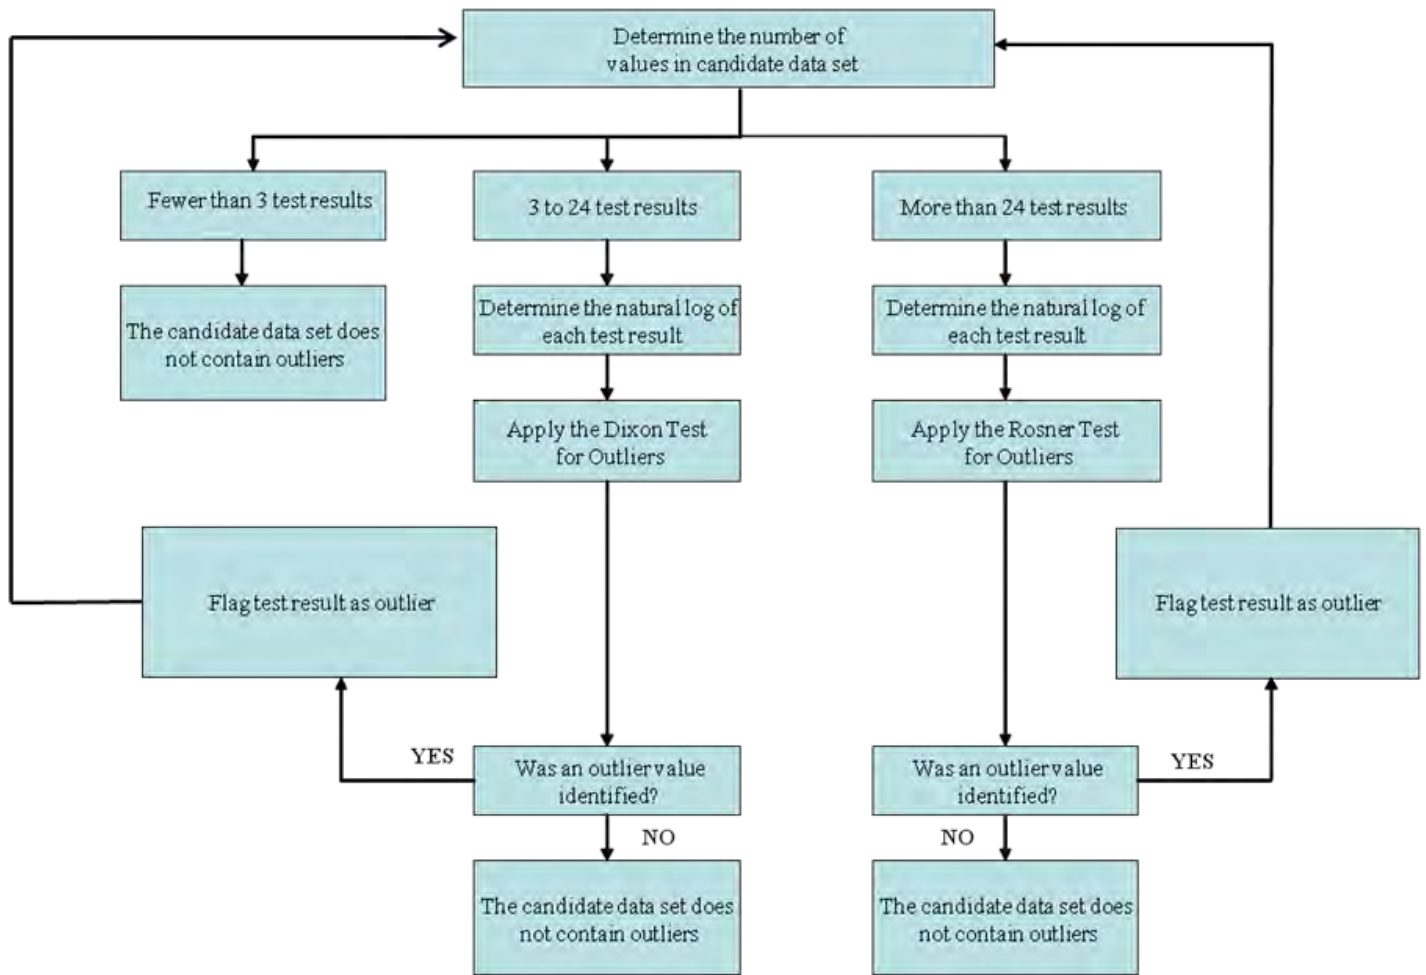 Determine the number of
values in candidate data set
Fewer than 3 test results
3 to 24 test results
More than 24 test results
The candidate data set does
not contain outliers
Determine the natural log of
each test result
Determine the natural log of
each test result
Apply the Dixon Test
for Outliers
Apply the Rosner Test
for Outliers
Flag test result as outlier
Flag test result as outlier
YES
Was an outlier value
identified?
Was an outlier value
identified?
YES
NO
NO
The candidate data set does
not contain outliers
The candidate data set does
not contain outliers